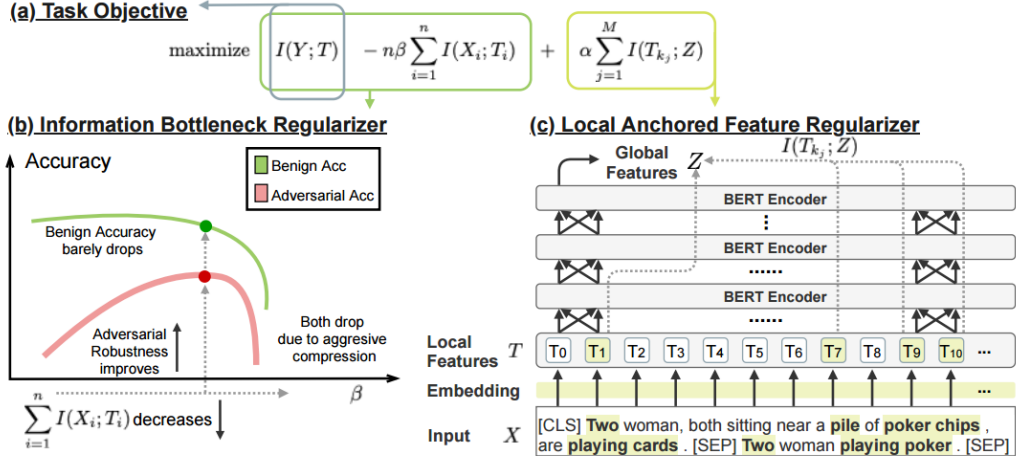 (a) Task Objective
maximize I(Y; T) − nβ ∑_{i=1}^{n} I(X_i; T_i) + α ∑_{j=1}^{M} I(T_{k_j}; Z)
(b) Information Bottleneck Regularizer
Accuracy
Benign Acc
Adversarial Acc
Benign Accuracy
barely drops
Adversarial
Robustness
improves
Both drop
due to aggresive
compression
β
∑_{i=1}^{n} I(X_i; T_i) decreases
(c) Local Anchored Feature Regularizer
I(T_{k_j}; Z)
Global
Features Z
BERT Encoder
⋮
BERT Encoder
......
BERT Encoder
......
Local
Features T
T0 T1 T2 T3 T4 T5 T6 T7 T8 T9 T10 ...
Embedding ...
Input X
[CLS] Two woman, both sitting near a pile of poker chips ,
are playing cards . [SEP] Two woman playing poker . [SEP]